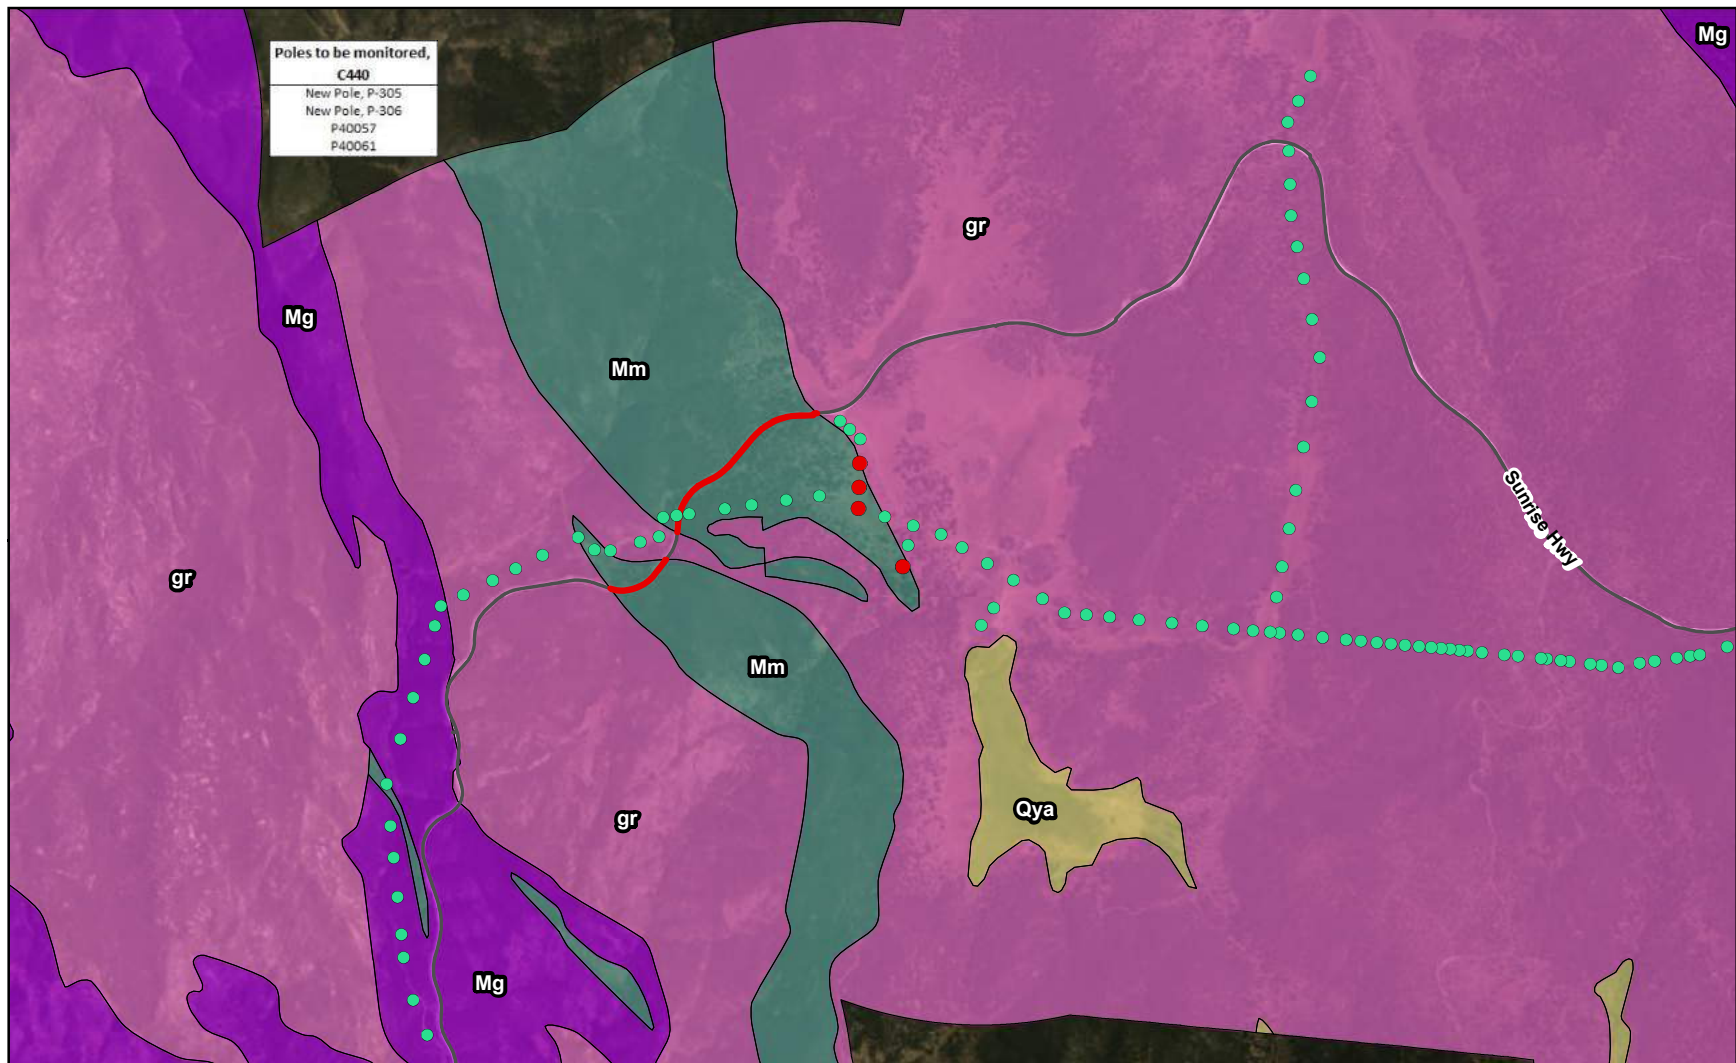 Mg
Poles to be monitored,
C440
New Pole, P-305
New Pole, P-306
P40057
P40061
gr
Mg
Mm
Sunrise Hwy
gr
Mm
Qya
gr
Mg